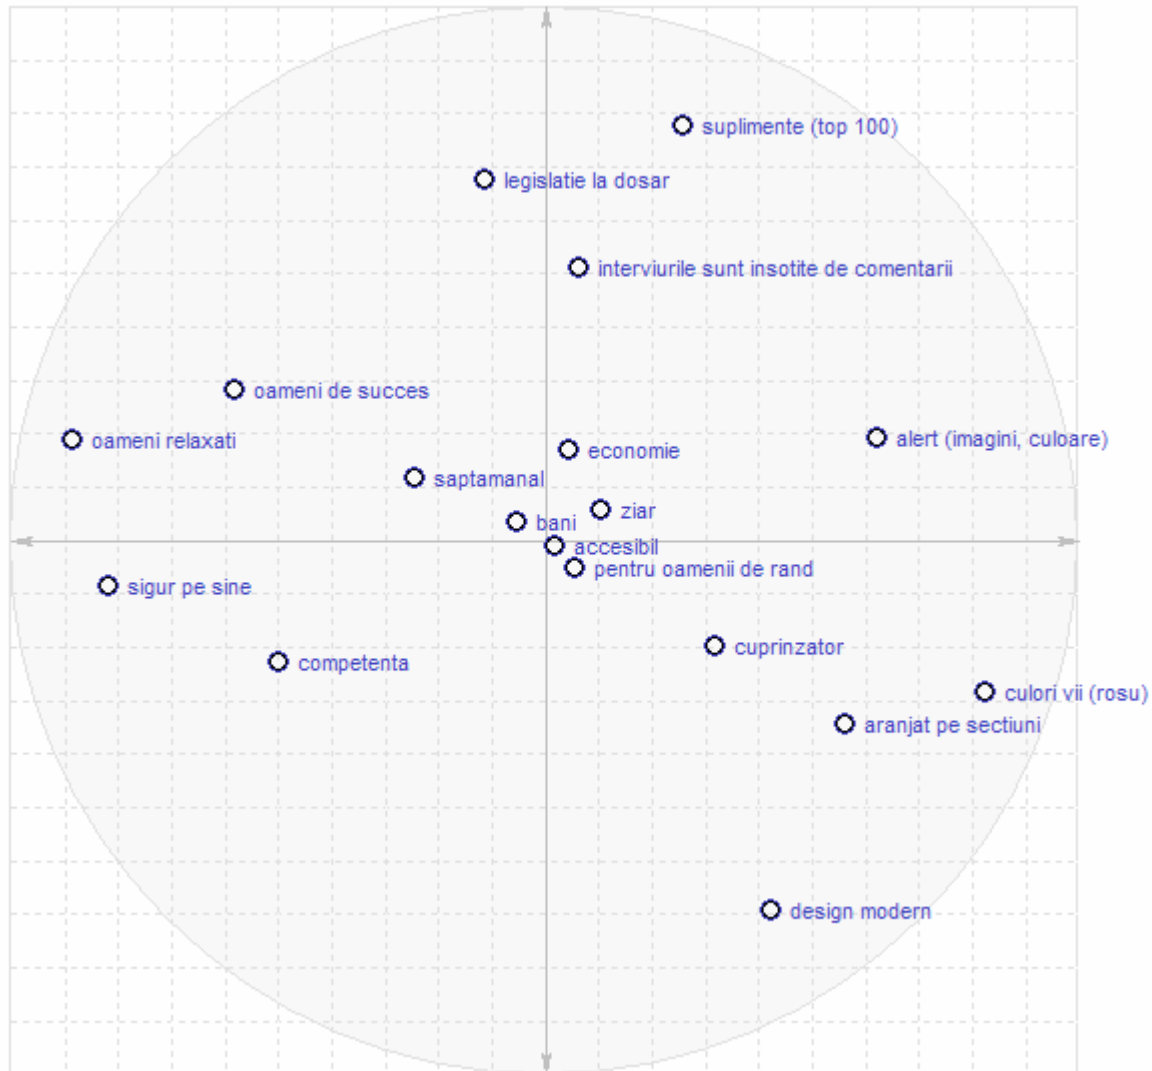 suplimente (top 100)
legislatie la dosar
interviurile sunt insotite de comentarii
oameni de succes
oameni relaxati
alert (imagini, culoare)
economie
saptamanal
ziar
bani
accesibil
pentru oamenii de rand
sigur pe sine
cuprinzator
competenta
culori vii (rosu)
aranjat pe sectiuni
design modern